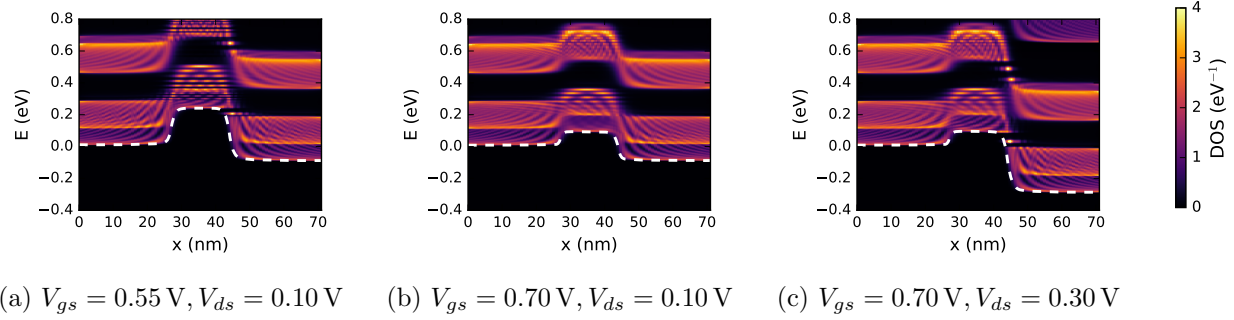 0.8
0.6
0.4
0.2
0.0
−0.2
−0.4
E (eV)
0 10 20 30 40 50 60 70
x (nm)
0.8
0.6
0.4
0.2
0.0
−0.2
−0.4
E (eV)
0 10 20 30 40 50 60 70
x (nm)
0.8
0.6
0.4
0.2
0.0
−0.2
−0.4
E (eV)
0 10 20 30 40 50 60 70
x (nm)
4
3
2
1
0
DOS (eV⁻¹)
(a) V_gs = 0.55 V, V_ds = 0.10 V
(b) V_gs = 0.70 V, V_ds = 0.10 V
(c) V_gs = 0.70 V, V_ds = 0.30 V